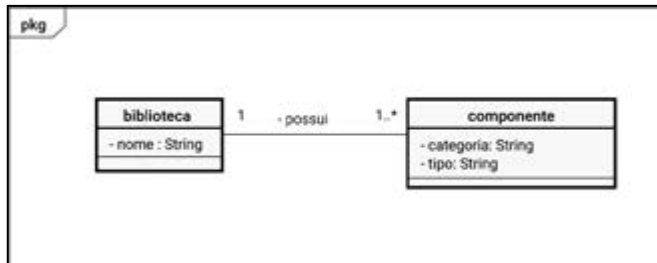 pkg
biblioteca
- nome : String
1
- possui
1..*
componente
- categoria: String
- tipo: String